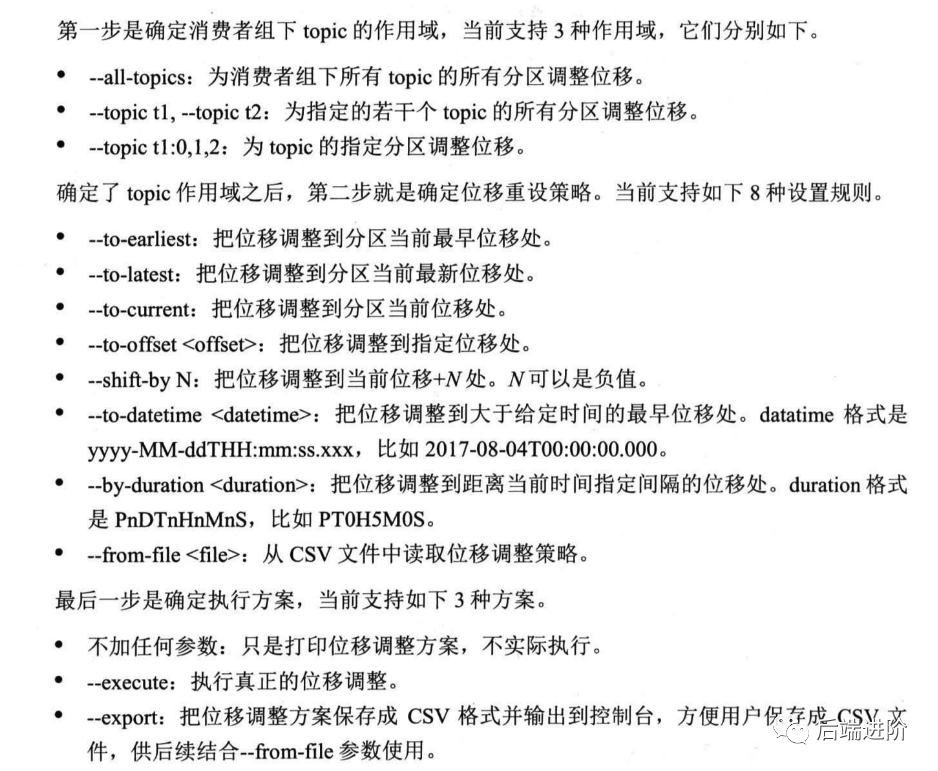 第一步是确定消费者组下 topic 的作用域，当前支持 3 种作用域，它们分别如下。
• --all-topics：为消费者组下所有 topic 的所有分区调整位移。
• --topic t1, --topic t2：为指定的若干个 topic 的所有分区调整位移。
• --topic t1:0,1,2：为 topic 的指定分区调整位移。
确定了 topic 作用域之后，第二步就是确定位移重设策略。当前支持如下 8 种设置规则。
• --to-earliest：把位移调整到分区当前最早位移处。
• --to-latest：把位移调整到分区当前最新位移处。
• --to-current：把位移调整到分区当前位移处。
• --to-offset <offset>：把位移调整到指定位移处。
• --shift-by N：把位移调整到当前位移+N 处。N 可以是负值。
• --to-datetime <datetime>：把位移调整到大于给定时间的最早位移处。datatime 格式是
yyyy-MM-ddTHH:mm:ss.xxx，比如 2017-08-04T00:00:00.000。
• --by-duration <duration>：把位移调整到距离当前时间指定间隔的位移处。duration 格式
是 PnDTnHnMnS，比如 PT0H5M0S。
• --from-file <file>：从 CSV 文件中读取位移调整策略。
最后一步是确定执行方案，当前支持如下 3 种方案。
• 不加任何参数：只是打印位移调整方案，不实际执行。
• --execute：执行真正的位移调整。
• --export：把位移调整方案保存成 CSV 格式并输出到控制台，方便用户保存成 CSV 文
件，供后续结合--from-file 参数使用。
后端进阶